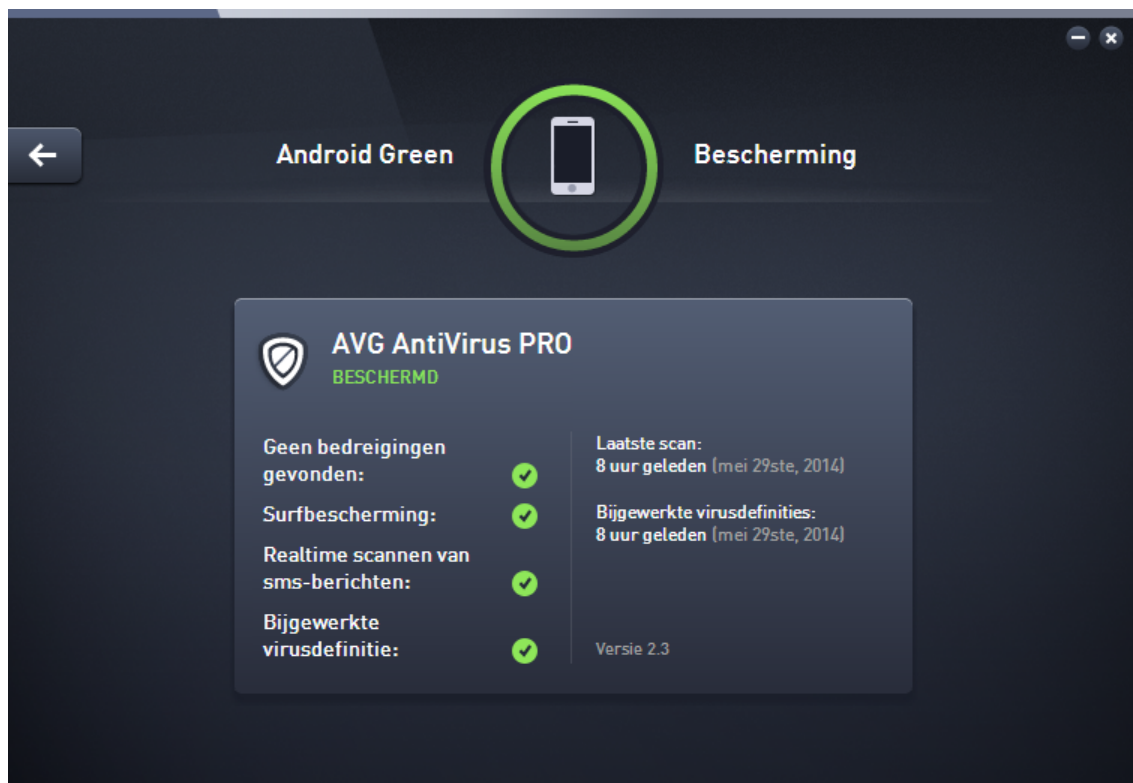 Android Green
Bescherming
AVG AntiVirus PRO
BESCHERMD
Geen bedreigingen
gevonden:
Surfbescherming:
Realtime scannen van
sms-berichten:
Bijgewerkte
virusdefinitie:
Laatste scan:
8 uur geleden (mei 29ste, 2014)
Bijgewerkte virusdefinities:
8 uur geleden (mei 29ste, 2014)
Versie 2.3